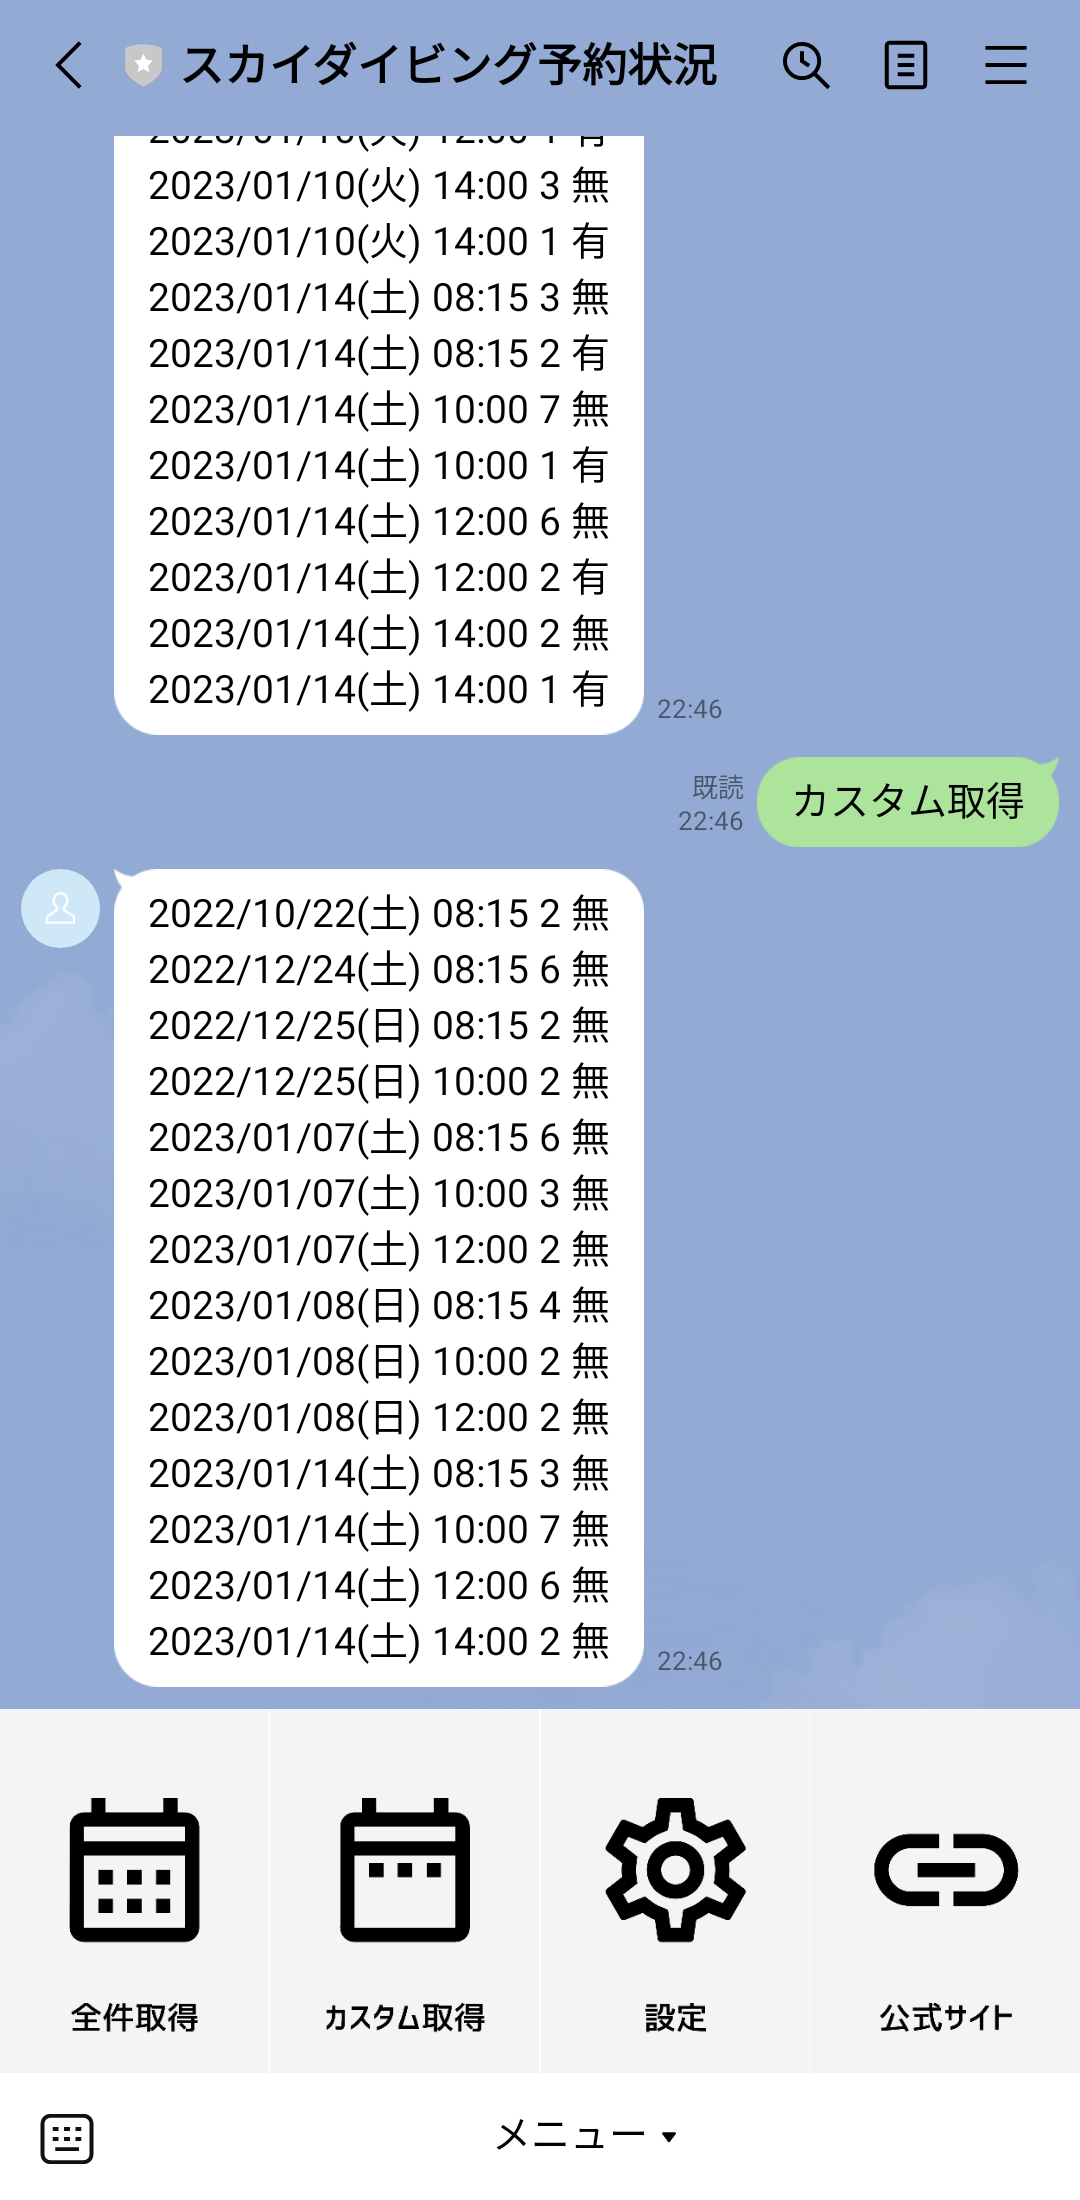 スカイダイビング予約状況
2023/01/10(火) 12:00 1 有
2023/01/10(火) 14:00 3 無
2023/01/10(火) 14:00 1 有
2023/01/14(土) 08:15 3 無
2023/01/14(土) 08:15 2 有
2023/01/14(土) 10:00 7 無
2023/01/14(土) 10:00 1 有
2023/01/14(土) 12:00 6 無
2023/01/14(土) 12:00 2 有
2023/01/14(土) 14:00 2 無
2023/01/14(土) 14:00 1 有
22:46
既読
22:46
カスタム取得
2022/10/22(土) 08:15 2 無
2022/12/24(土) 08:15 6 無
2022/12/25(日) 08:15 2 無
2022/12/25(日) 10:00 2 無
2023/01/07(土) 08:15 6 無
2023/01/07(土) 10:00 3 無
2023/01/07(土) 12:00 2 無
2023/01/08(日) 08:15 4 無
2023/01/08(日) 10:00 2 無
2023/01/08(日) 12:00 2 無
2023/01/14(土) 08:15 3 無
2023/01/14(土) 10:00 7 無
2023/01/14(土) 12:00 6 無
2023/01/14(土) 14:00 2 無
22:46
全件取得
カスタム取得
設定
公式サイト
メニュー